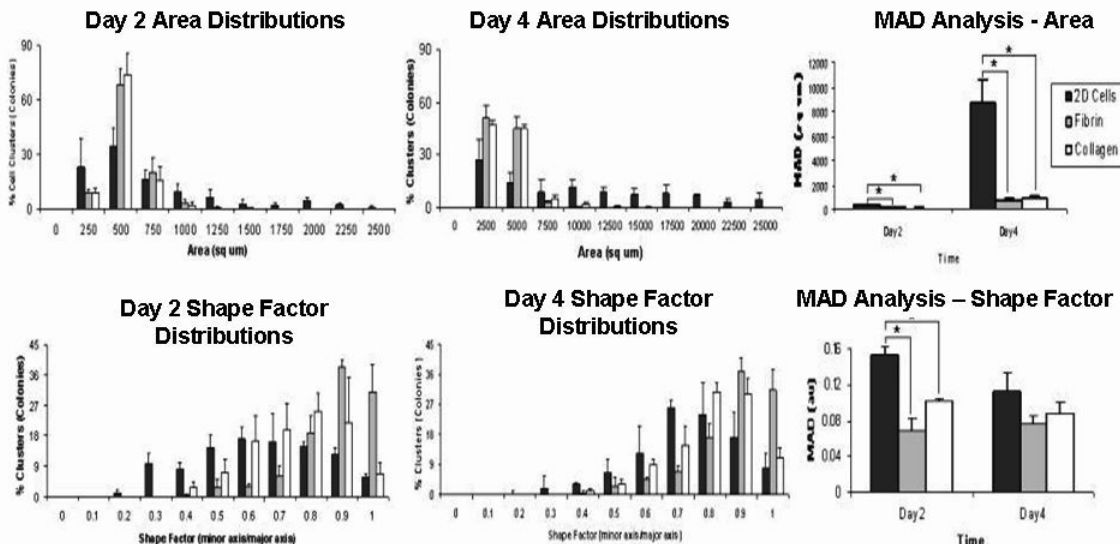 Day 2 Area Distributions
% Cell Clusters (Colonies)
90
60
30
0
0 250 500 750 1000 1250 1500 1750 2000 2250 2500
Area (sq um)
Day 4 Area Distributions
% Clusters (Colonies)
90
60
30
0
0 2500 5000 7500 10000 12500 15000 17500 20000 22500 25000
Area (sq um)
MAD Analysis - Area
MAD (sq um)
12000
10000
8000
6000
4000
2000
0
* *
* *
Day2 Day4
Time
2D Cells
Fibrin
Collagen
Day 2 Shape Factor
Distributions
% Clusters (Colonies)
45
36
27
18
9
0
0 0.1 0.2 0.3 0.4 0.5 0.6 0.7 0.8 0.9 1
Shape Factor (minor axis/major axis)
Day 4 Shape Factor
Distributions
% Clusters (Colonies)
45
36
27
18
9
0
0 0.1 0.2 0.3 0.4 0.5 0.6 0.7 0.8 0.9 1
Shape Factor (minor axis/major axis)
MAD Analysis – Shape Factor
MAD (au)
0.16
0.12
0.08
0.04
0
*
Day2 Day4
Time